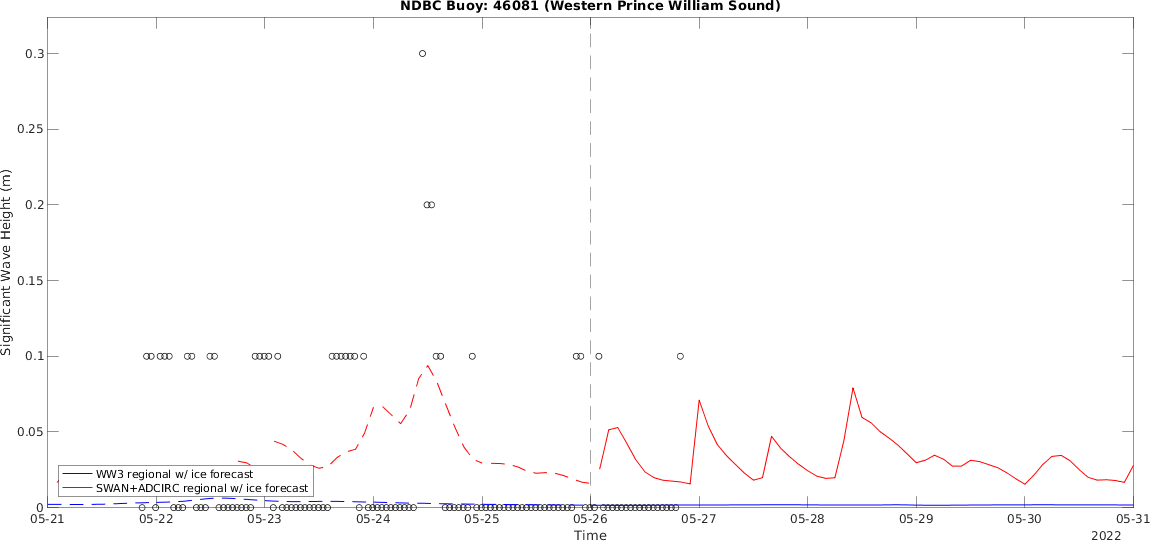 NDBC Buoy: 46081 (Western Prince William Sound)
Significant Wave Height (m)
0.3
0.25
0.2
0.15
0.1
0.05
0
WW3 regional w/ ice forecast
SWAN+ADCIRC regional w/ ice forecast
05-21 05-22 05-23 05-24 05-25 05-26 05-27 05-28 05-29 05-30 05-31
Time
2022